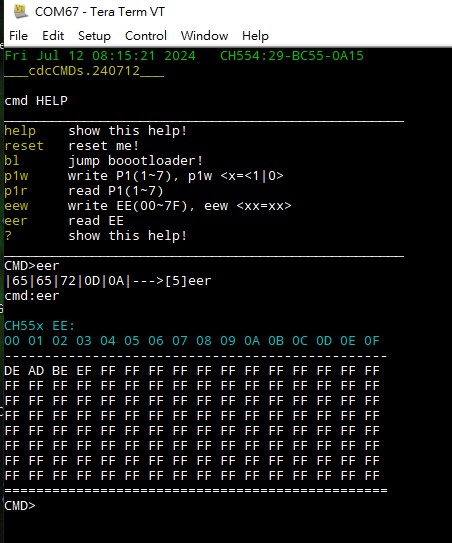 COM67 - Tera Term VT
File Edit Setup Control Window Help
Fri Jul 12 08:15:21 2024   CH554:29-BC55-0A15
___cdcCMDs.240712___
cmd HELP
help    show this help!
reset   reset me!
bl      jump boootloader!
p1w     write P1(1~7), p1w <x=<1|0>
p1r     read P1(1~7)
eew     write EE(00~7F), eew <xx=xx>
eer     read EE
?       show this help!
CMD>eer
|65|65|72|0D|0A|--->[5]eer
cmd:eer
CH55x EE:
00 01 02 03 04 05 06 07 08 09 0A 0B 0C 0D 0E 0F
------------------------------------------------
DE AD BE EF FF FF FF FF FF FF FF FF FF FF FF FF
FF FF FF FF FF FF FF FF FF FF FF FF FF FF FF FF
FF FF FF FF FF FF FF FF FF FF FF FF FF FF FF FF
FF FF FF FF FF FF FF FF FF FF FF FF FF FF FF FF
FF FF FF FF FF FF FF FF FF FF FF FF FF FF FF FF
FF FF FF FF FF FF FF FF FF FF FF FF FF FF FF FF
FF FF FF FF FF FF FF FF FF FF FF FF FF FF FF FF
FF FF FF FF FF FF FF FF FF FF FF FF FF FF FF FF
================================================
CMD>